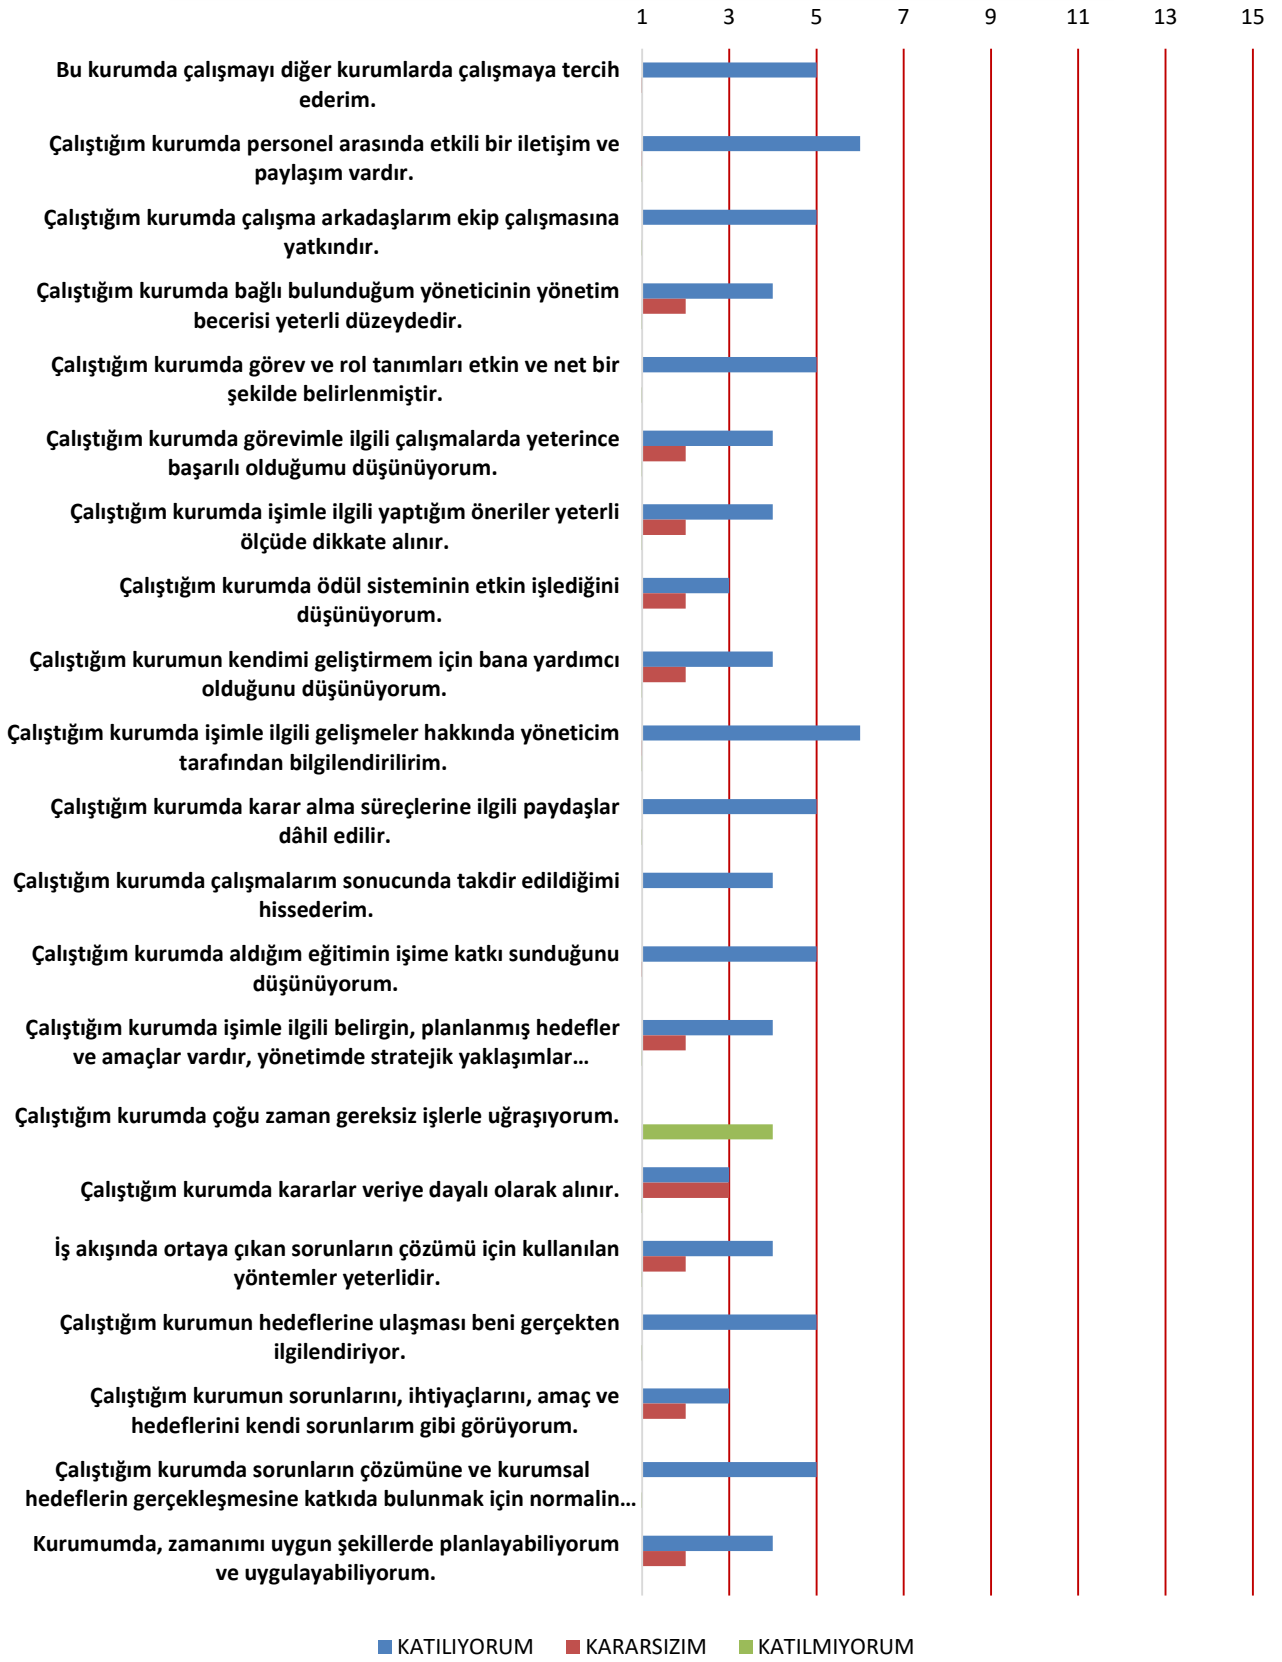 1 3 5 7 9 11 13 15
Bu kurumda çalışmayı diğer kurumlarda çalışmaya tercih
ederim.
Çalıştığım kurumda personel arasında etkili bir iletişim ve
paylaşım vardır.
Çalıştığım kurumda çalışma arkadaşlarım ekip çalışmasına
yatkındır.
Çalıştığım kurumda bağlı bulunduğum yöneticinin yönetim
becerisi yeterli düzeydedir.
Çalıştığım kurumda görev ve rol tanımları etkin ve net bir
şekilde belirlenmiştir.
Çalıştığım kurumda görevimle ilgili çalışmalarda yeterince
başarılı olduğumu düşünüyorum.
Çalıştığım kurumda işimle ilgili yaptığım öneriler yeterli
ölçüde dikkate alınır.
Çalıştığım kurumda ödül sisteminin etkin işlediğini
düşünüyorum.
Çalıştığım kurumun kendimi geliştirmem için bana yardımcı
olduğunu düşünüyorum.
Çalıştığım kurumda işimle ilgili gelişmeler hakkında yöneticim
tarafından bilgilendirilirim.
Çalıştığım kurumda karar alma süreçlerine ilgili paydaşlar
dâhil edilir.
Çalıştığım kurumda çalışmalarım sonucunda takdir edildiğimi
hissederim.
Çalıştığım kurumda aldığım eğitimin işime katkı sunduğunu
düşünüyorum.
Çalıştığım kurumda işimle ilgili belirgin, planlanmış hedefler
ve amaçlar vardır, yönetimde stratejik yaklaşımlar…
Çalıştığım kurumda çoğu zaman gereksiz işlerle uğraşıyorum.
Çalıştığım kurumda kararlar veriye dayalı olarak alınır.
İş akışında ortaya çıkan sorunların çözümü için kullanılan
yöntemler yeterlidir.
Çalıştığım kurumun hedeflerine ulaşması beni gerçekten
ilgilendiriyor.
Çalıştığım kurumun sorunlarını, ihtiyaçlarını, amaç ve
hedeflerini kendi sorunlarım gibi görüyorum.
Çalıştığım kurumda sorunların çözümüne ve kurumsal
hedeflerin gerçekleşmesine katkıda bulunmak için normalin…
Kurumumda, zamanımı uygun şekillerde planlayabiliyorum
ve uygulayabiliyorum.
KATILIYORUM KARARSIZIM KATILMIYORUM